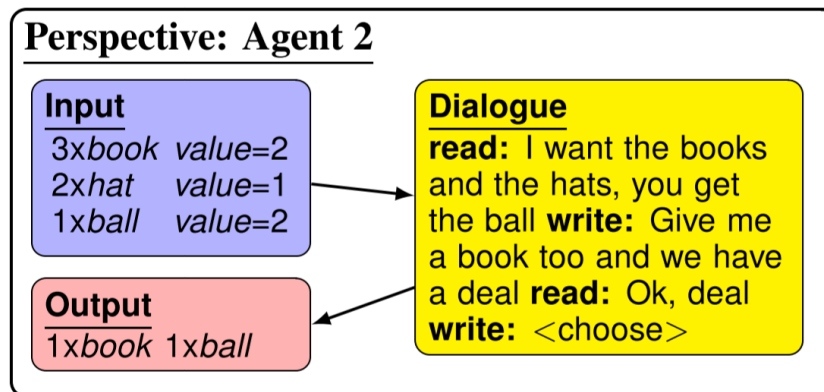 Perspective: Agent 2
Input
3xbook value=2
2xhat value=1
1xball value=2
Dialogue
read: I want the books
and the hats, you get
the ball write: Give me
a book too and we have
a deal read: Ok, deal
write: <choose>
Output
1xbook 1xball